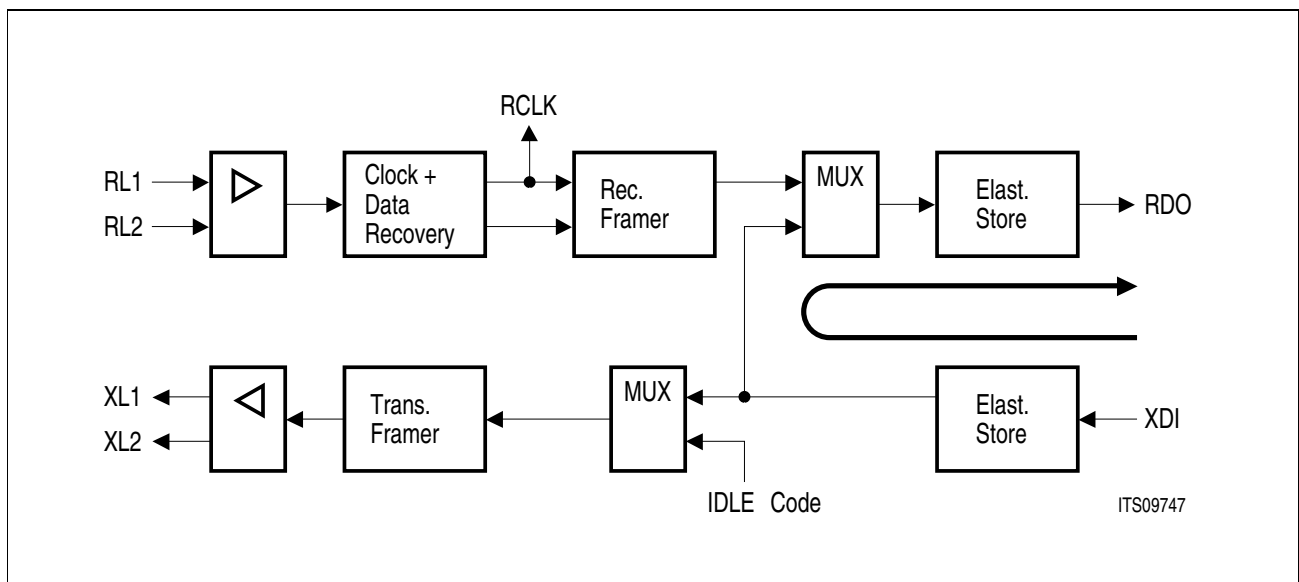 RCLK
RL1
RL2
Clock +
Data
Recovery
Rec.
Framer
MUX
Elast.
Store
RDO
XL1
XL2
Trans.
Framer
MUX
Elast.
Store
XDI
IDLE Code
ITS09747